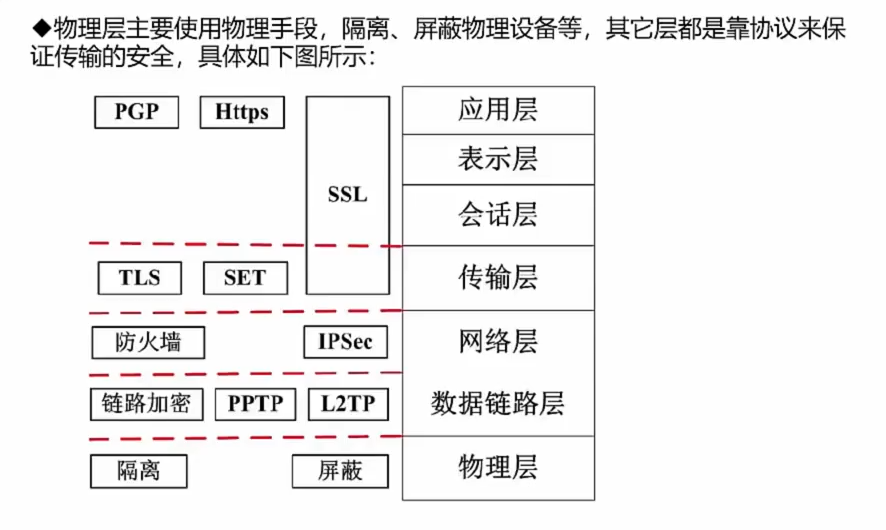 ◆物理层主要使用物理手段，隔离、屏蔽物理设备等，其它层都是靠协议来保
证传输的安全，具体如下图所示：
PGP Https 应用层
表示层
SSL
会话层
TLS SET 传输层
防火墙 IPSec 网络层
链路加密 PPTP L2TP 数据链路层
隔离 屏蔽 物理层